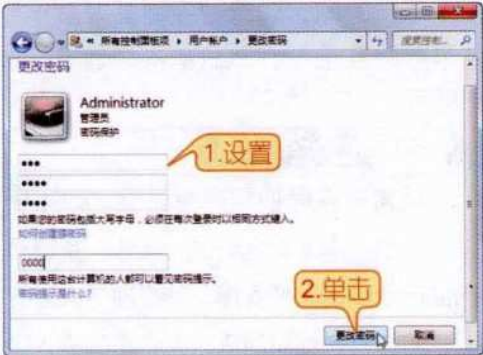 所有控制面板项 ▸ 用户帐户 ▸ 更改密码
搜索控制...
更改密码
Administrator
管理员
密码保护
1.设置
•••
••••
••••
如果您的密码包括大写字母，必须在每次登录时以相同方式键入。
如何创建强密码
0000
所有使用这台计算机的人都可以看见密码提示。
密码提示是什么?
2.单击
更改密码
取消